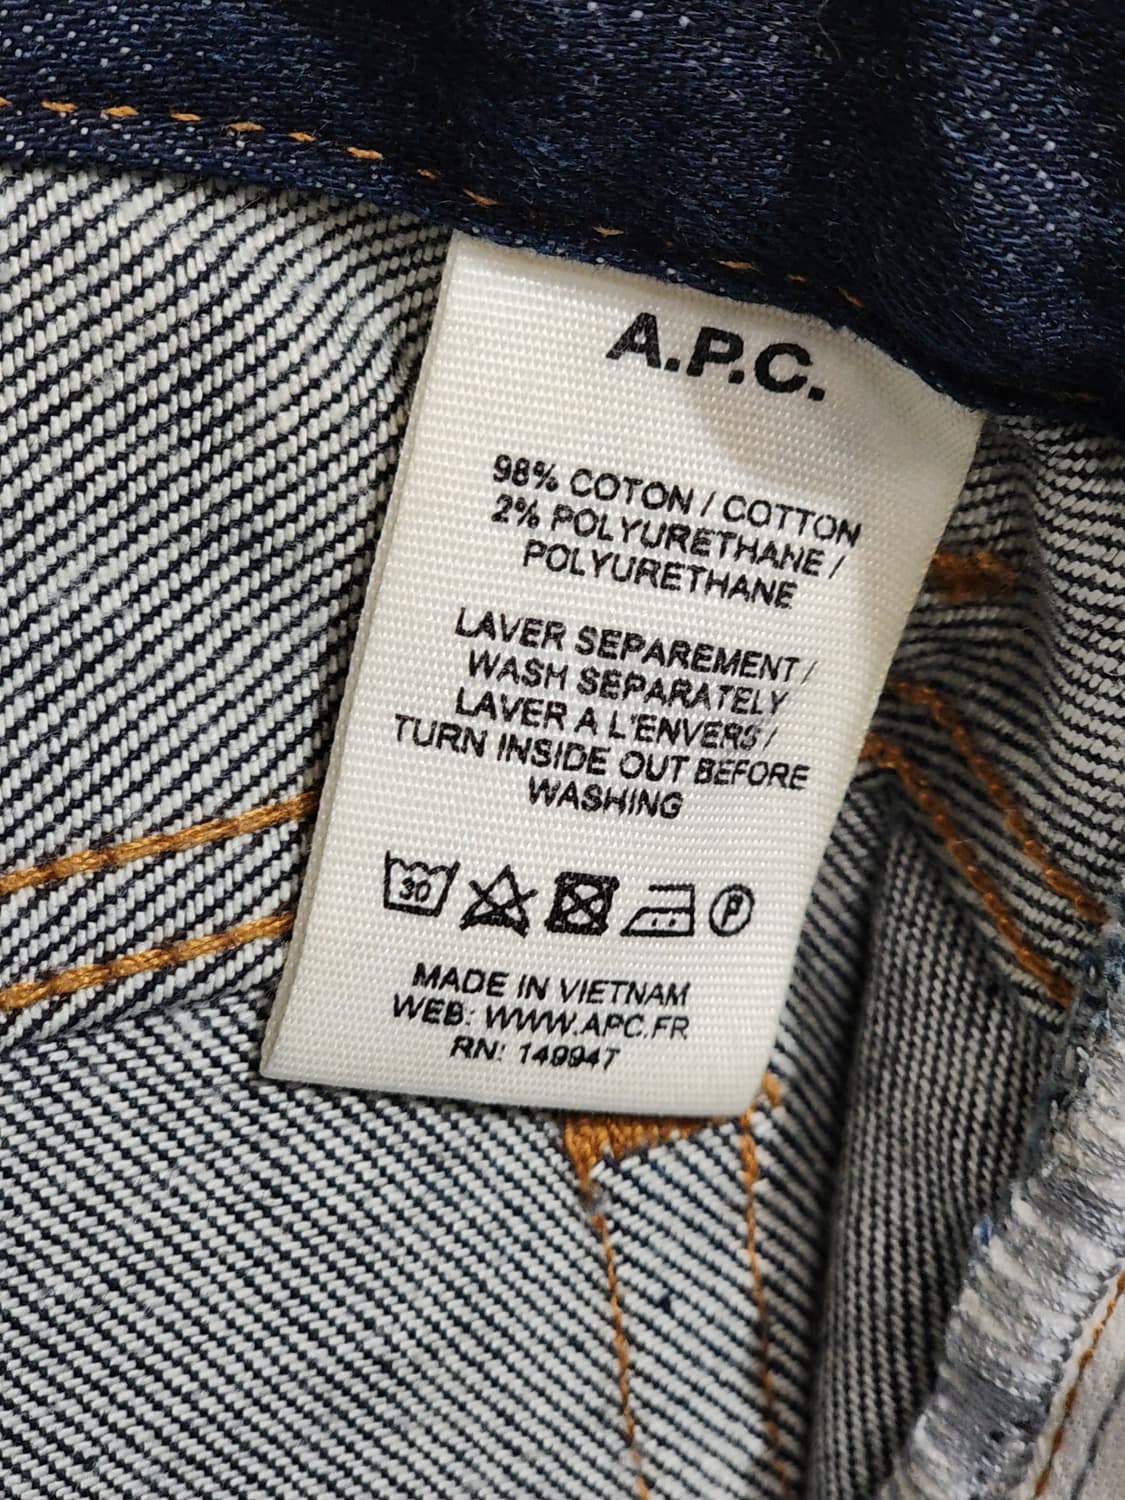 A.P.C.
98% COTON / COTTON
2% POLYURETHANE /
POLYURETHANE
LAVER SEPAREMENT /
WASH SEPARATELY
LAVER A L'ENVERS /
TURN INSIDE OUT BEFORE
WASHING
30
P
MADE IN VIETNAM
WEB: WWW.APC.FR
RN: 149947